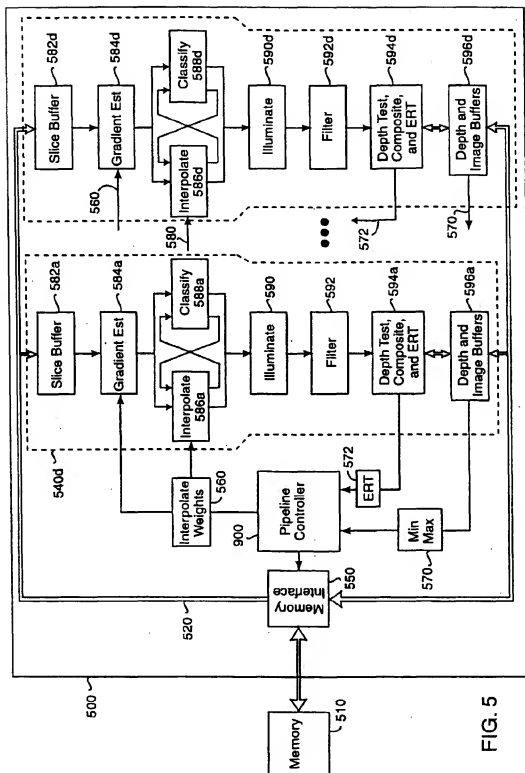 500
520
510
Memory
550
Memory
Interface
900
Pipeline
Controller
560
Interpolate
Weights
572
ERT
Min
Max
570
540d
582a
Slice Buffer
584a
Gradient Est
Interpolate
586a
Classify
588a
590
Illuminate
592
Filter
594a
Depth Test,
Composite,
and ERT
596a
Depth and
Image Buffers
560
580
572
570
582d
Slice Buffer
584d
Gradient Est
Interpolate
586d
Classify
588d
590d
Illuminate
592d
Filter
594d
Depth Test,
Composite,
and ERT
596d
Depth and
Image Buffers
FIG. 5